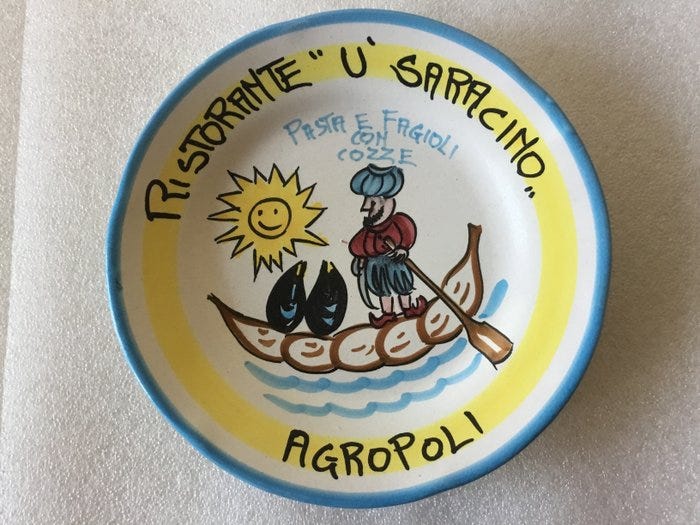 RISTORANTE "U' SARACINO"
PASTA E FAGIOLI
CON
COZZE
AGROPOLI